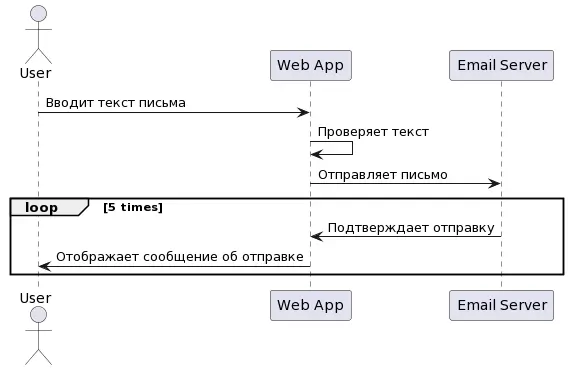 User
Web App
Email Server
Вводит текст письма
Проверяет текст
Отправляет письмо
loop
[5 times]
Подтверждает отправку
Отображает сообщение об отправке
User
Web App
Email Server